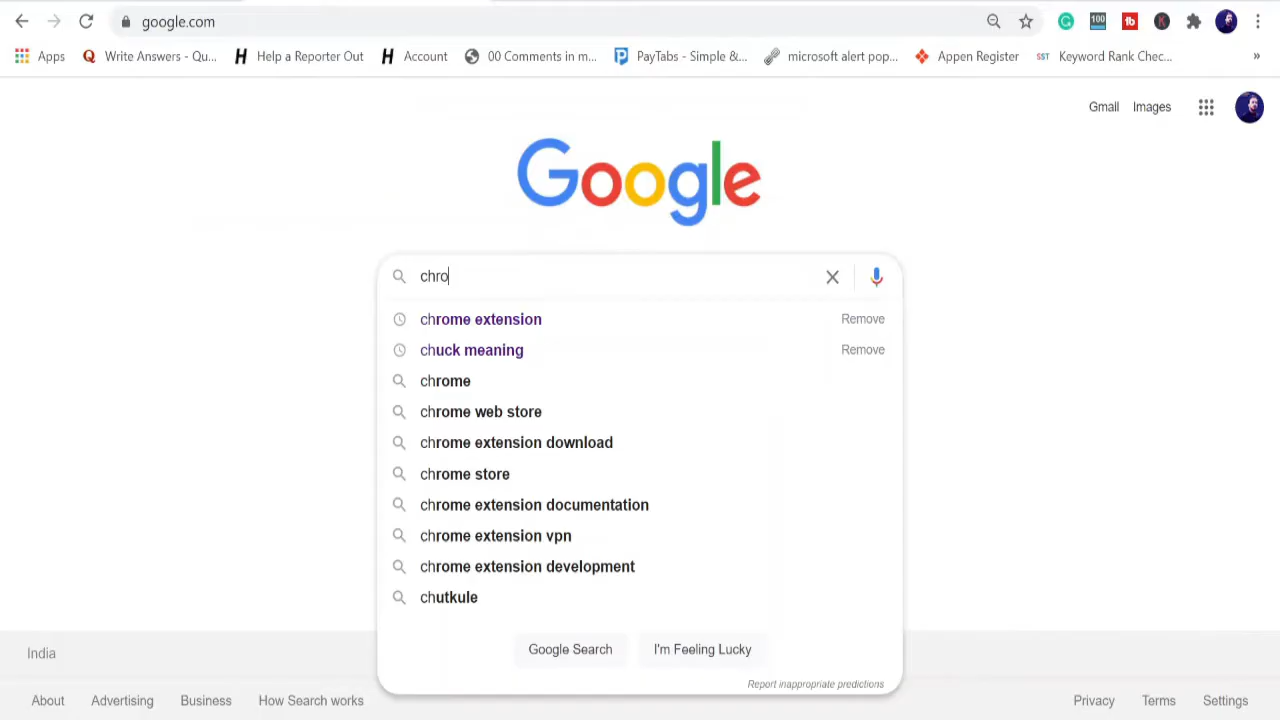 google.com
100
tb
K
Apps
Write Answers - Qu...
H Help a Reporter Out
H Account
00 Comments in m...
PayTabs - Simple &...
microsoft alert pop...
Appen Register
SST Keyword Rank Chec...
»
Gmail
Images
Google
chro
chrome extension
Remove
chuck meaning
Remove
chrome
chrome web store
chrome extension download
chrome store
chrome extension documentation
chrome extension vpn
chrome extension development
chutkule
Google Search
I'm Feeling Lucky
Report inappropriate predictions
India
About
Advertising
Business
How Search works
Privacy
Terms
Settings